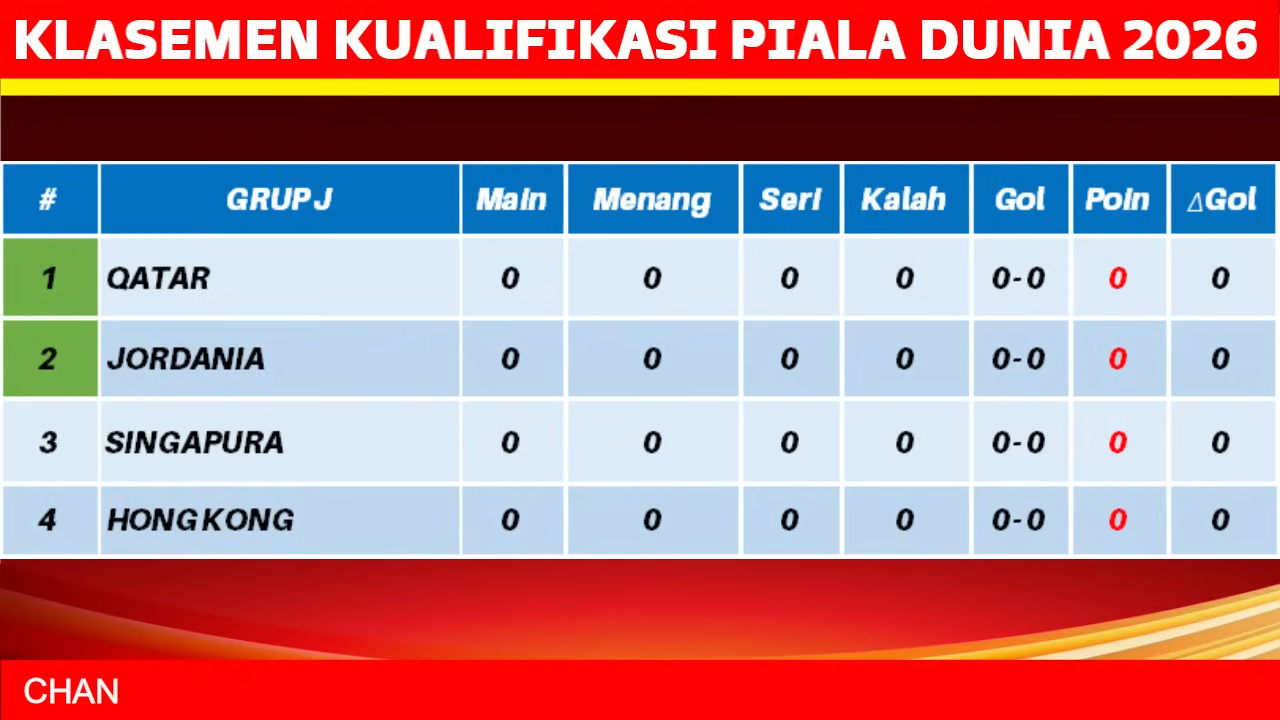 KLASEMEN KUALIFIKASI PIALA DUNIA 2026
# GRUP J Main Menang Seri Kalah Gol Poin △Gol
1 QATAR 0 0 0 0 0-0 0 0
2 JORDANIA 0 0 0 0 0-0 0 0
3 SINGAPURA 0 0 0 0 0-0 0 0
4 HONG KONG 0 0 0 0 0-0 0 0
CHAN